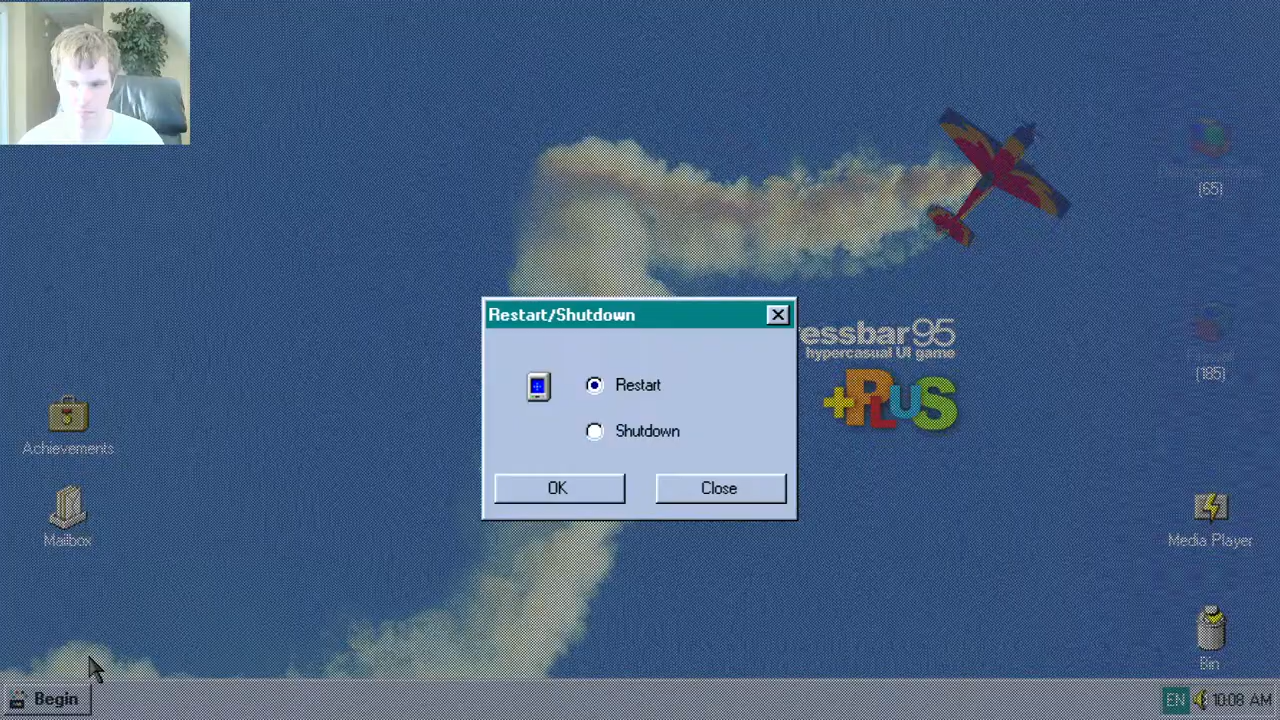 (65)
Restart/Shutdown
essbar95
hypercasual UI game
+PLUS
Restart
Shutdown
(185)
OK
Close
Achievements
Mailbox
Media Player
Bin
Begin
EN
10:08 AM